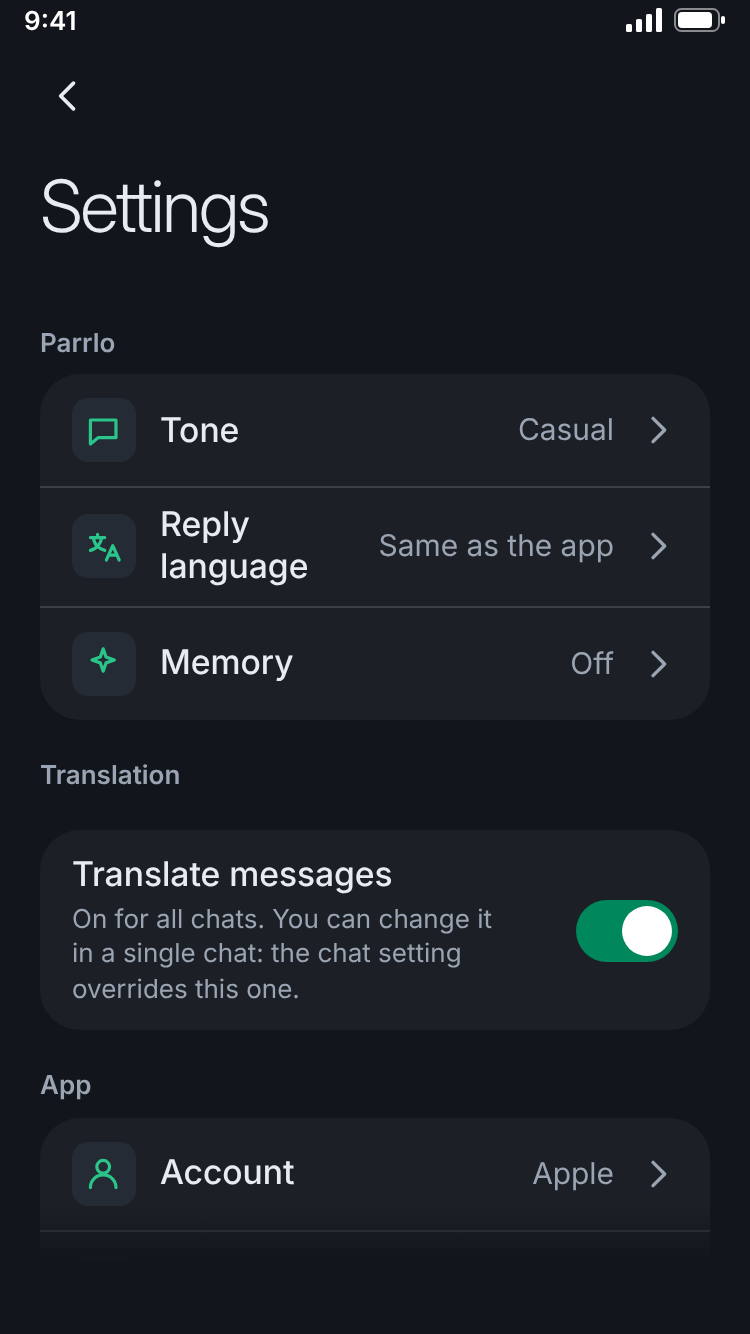 9:41
Settings
Parrlo
Tone
Casual
Reply
language
Same as the app
Memory
Off
Translation
Translate messages
On for all chats. You can change it
in a single chat: the chat setting
overrides this one.
App
Account
Apple